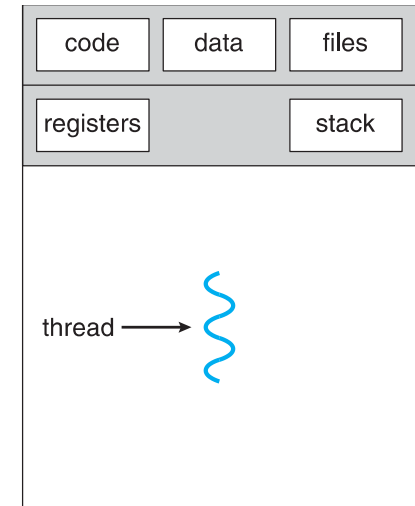 code data files
registers stack
thread